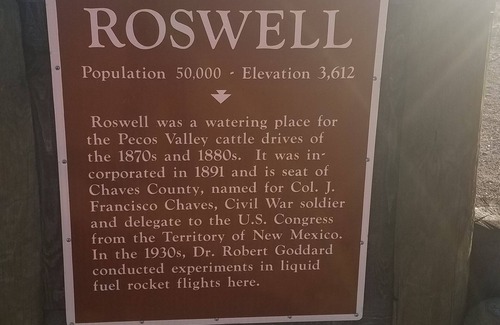 ROSWELL
Population 50,000 - Elevation 3,612
Roswell was a watering place for
the Pecos Valley cattle drives of
the 1870s and 1880s. It was in-
corporated in 1891 and is seat of
Chaves County, named for Col. J.
Francisco Chaves, Civil War soldier
and delegate to the U.S. Congress
from the Territory of New Mexico.
In the 1930s, Dr. Robert Goddard
conducted experiments in liquid
fuel rocket flights here.